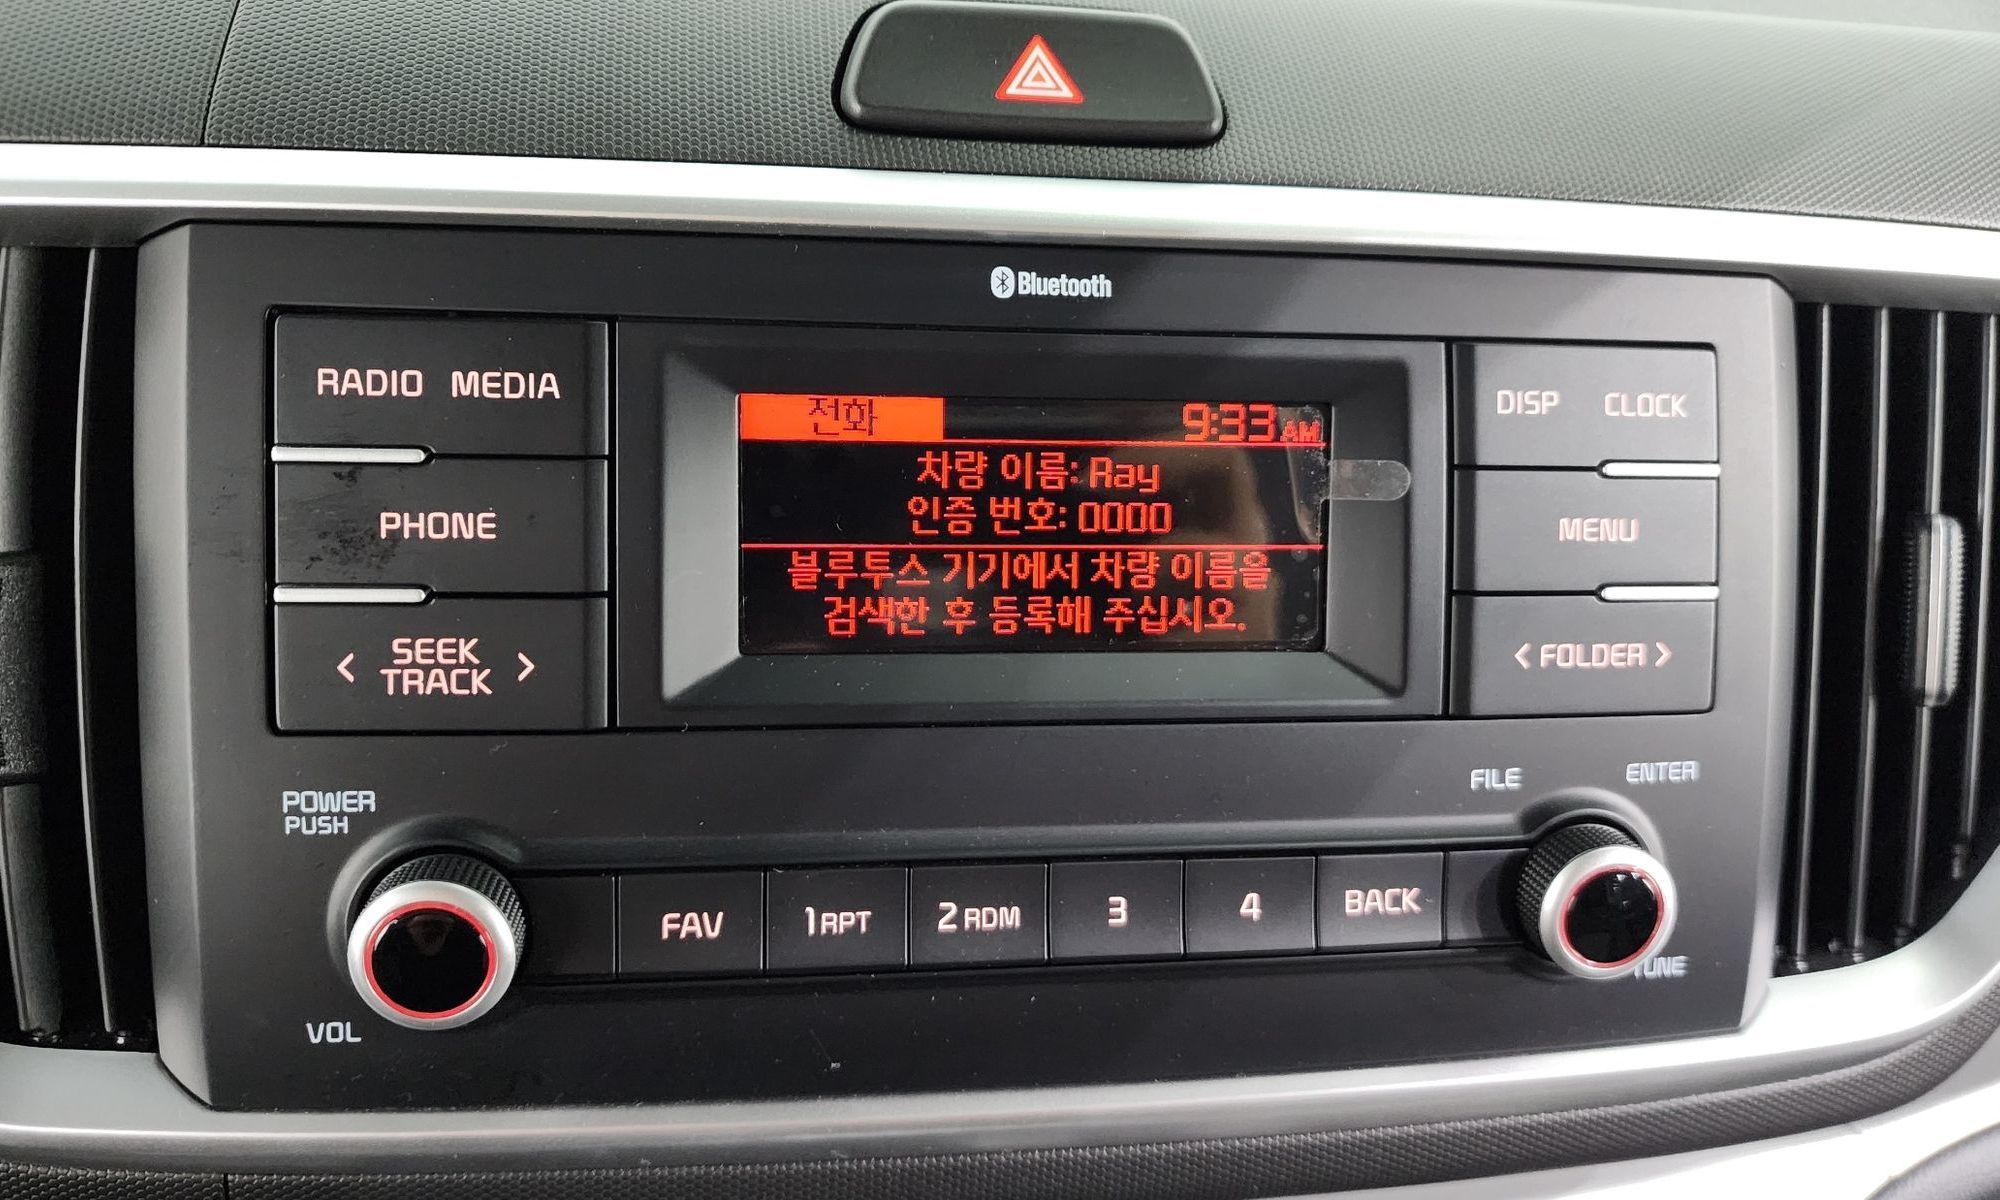 Bluetooth
RADIO MEDIA
PHONE
< SEEK TRACK >
전화 9:33 AM
차량 이름: Ray
인증 번호: 0000
블루투스 기기에서 차량 이름을
검색한 후 등록해 주십시오.
DISP CLOCK
MENU
< FOLDER >
POWER
PUSH
VOL
FAV 1 RPT 2 RDM 3 4 BACK
FILE ENTER
TUNE